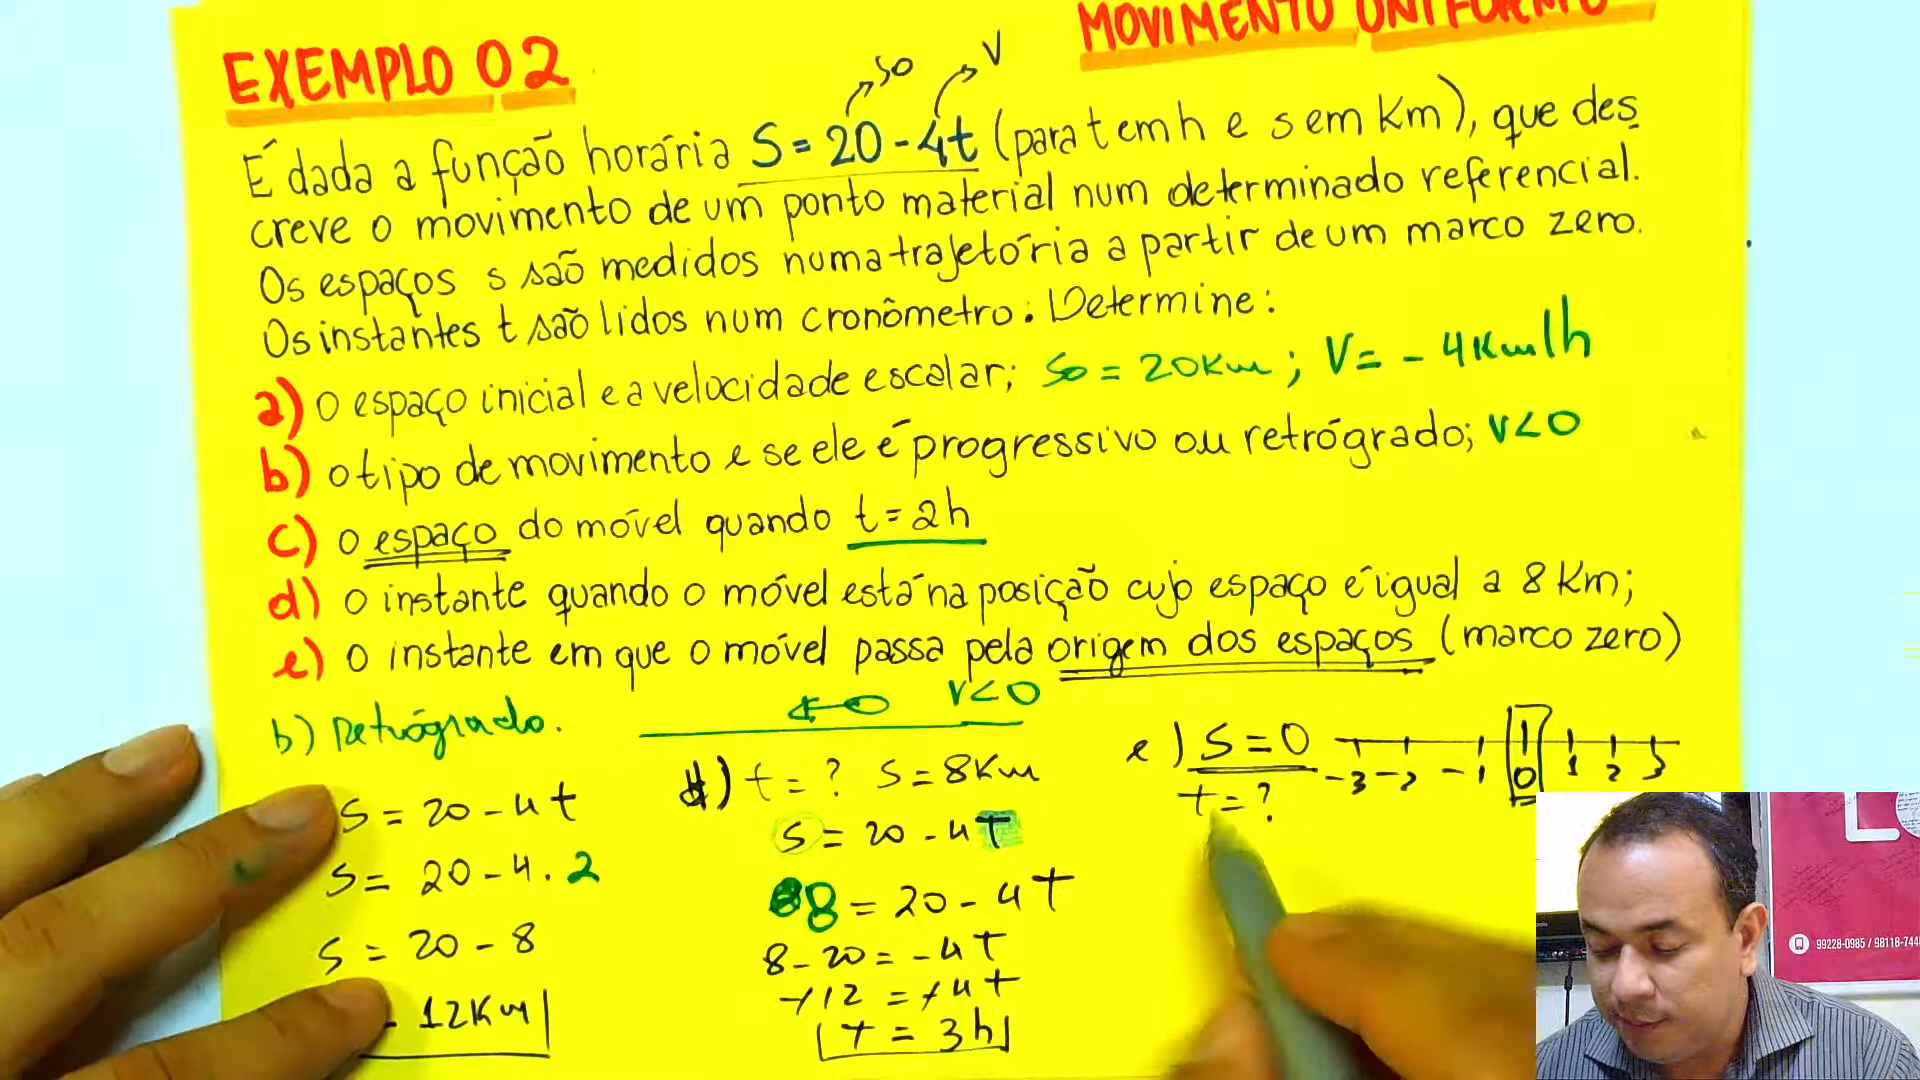 MOVIMENTO UNIFORME
EXEMPLO 02
So
V
É dada a função horária S = 20 - 4t (para t em h e s em Km), que des
creve o movimento de um ponto material num determinado referencial.
Os espaços s são medidos numa trajetória a partir de um marco zero.
Os instantes t são lidos num cronômetro. Determine:
a) O espaço inicial e a velocidade escalar; So = 20Km; V = - 4Km/h
b) o tipo de movimento e se ele é progressivo ou retrógrado; V<0
c) o espaço do móvel quando t = 2h
d) o instante quando o móvel está na posição cujo espaço é igual a 8 Km;
e) o instante em que o móvel passa pela origem dos espaços (marco zero)
b) Retrógrado.
S = 20 - 4t
S = 20 - 4.2
S = 20 - 8
12Km
V<0
d) t = ? S = 8Km
S = 20 - 4T
8 = 20 - 4T
8 - 20 = - 4T
-12 = -4T
T = 3h
e) S = 0
-3 -2 -1 0 1 2 3
T = ?
99228-0985 / 98118-744